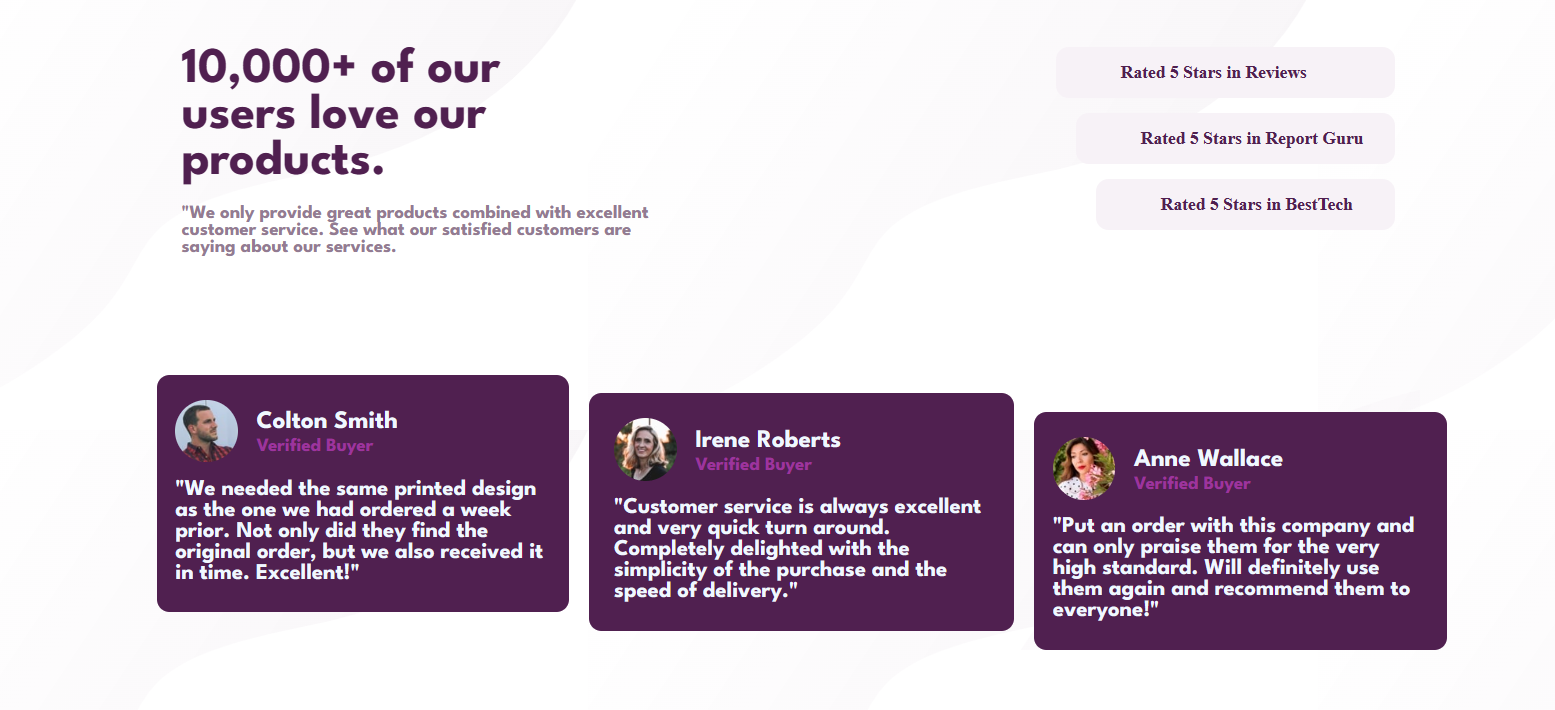 10,000+ of our
users love our
products.
"We only provide great products combined with excellent
customer service. See what our satisfied customers are
saying about our services.
Rated 5 Stars in Reviews
Rated 5 Stars in Report Guru
Rated 5 Stars in BestTech
Colton Smith
Verified Buyer
"We needed the same printed design
as the one we had ordered a week
prior. Not only did they find the
original order, but we also received it
in time. Excellent!"
Irene Roberts
Verified Buyer
"Customer service is always excellent
and very quick turn around.
Completely delighted with the
simplicity of the purchase and the
speed of delivery."
Anne Wallace
Verified Buyer
"Put an order with this company and
can only praise them for the very
high standard. Will definitely use
them again and recommend them to
everyone!"